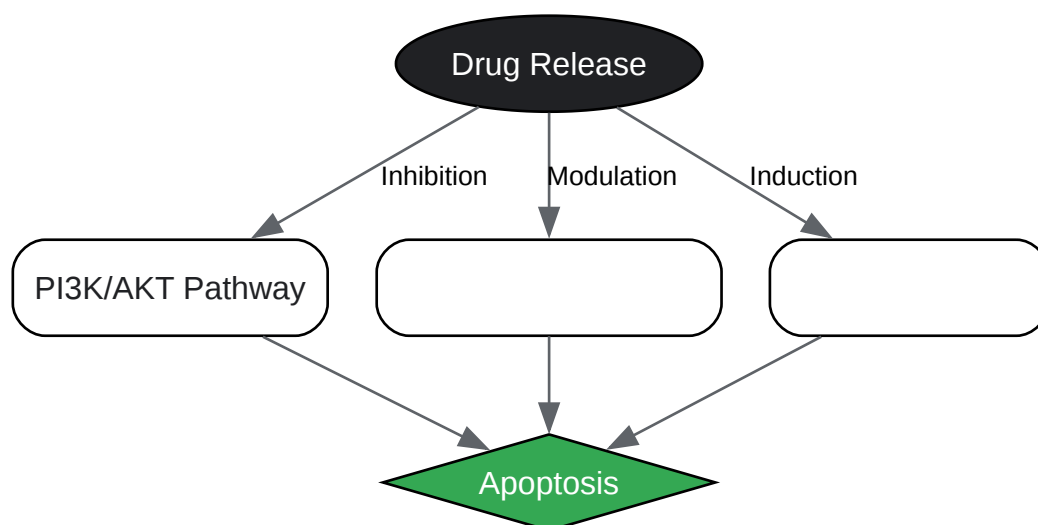 Drug Release
Inhibition
Modulation
Induction
PI3K/AKT Pathway
Apoptosis